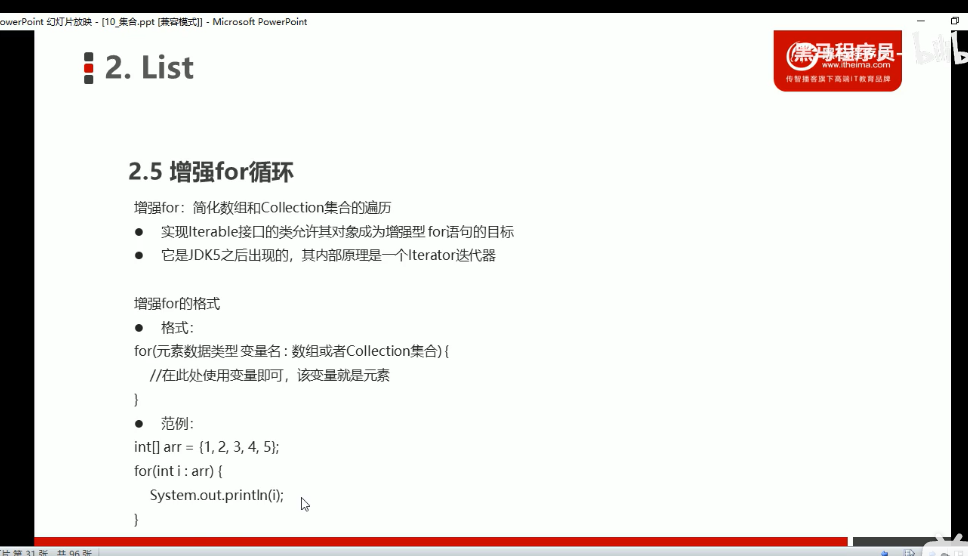 owerPoint 幻灯片放映 - [10_集合.ppt [兼容模式]] - Microsoft PowerPoint
2. List
黑马程序员
www.itheima.com
传智播客旗下高端IT教育品牌
2.5 增强for循环
增强for：简化数组和Collection集合的遍历
● 实现Iterable接口的类允许其对象成为增强型 for语句的目标
● 它是JDK5之后出现的，其内部原理是一个Iterator迭代器
增强for的格式
● 格式：
for(元素数据类型 变量名 : 数组或者Collection集合) {
//在此处使用变量即可，该变量就是元素
}
● 范例：
int[] arr = {1, 2, 3, 4, 5};
for(int i : arr) {
System.out.println(i);
}
片 第 31 张，共 96 张